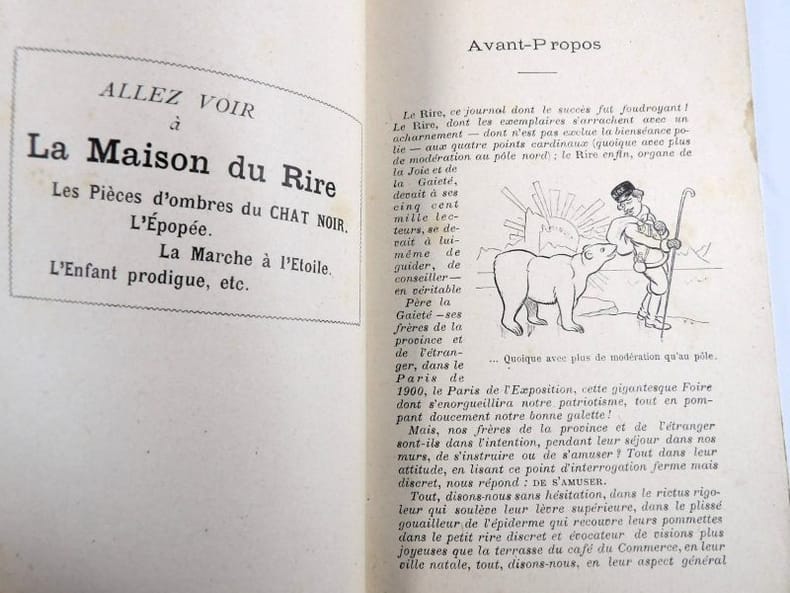 ALLEZ VOIR
à
La Maison du Rire
Les Pièces d'ombres du CHAT NOIR.
L'Épopée.
La Marche à l'Etoile.
L'Enfant prodigue, etc.
Avant-Propos
Le Rire, ce journal dont le succès fut foudroyant !
Le Rire, dont les exemplaires s'arrachent avec un
acharnement — dont n'est pas exclue la bienséance po-
lie — aux quatre points cardinaux (quoique avec plus
de modération au pôle nord) ; le Rire enfin, organe de
la Joie et de
la Gaieté,
devait à ses
cinq cent
mille lec-
teurs, se de-
vait à lui-
même de
guider, de
conseiller—
en véritable
Père la
Gaieté —ses
frères de la
province et
de l'étran-
ger, dans le
Paris de
... Quoique avec plus de modération qu'au pôle.
1900, le Paris de l'Exposition, cette gigantesque Foire
dont s'enorgueillira notre patriotisme, tout en pom-
pant doucement notre bonne galette !
Mais, nos frères de la province et de l'étranger
sont-ils dans l'intention, pendant leur séjour dans nos
murs, de s'instruire ou de s'amuser ? Tout dans leur
attitude, en lisant ce point d'interrogation ferme mais
discret, nous répond : DE S'AMUSER.
Tout, disons-nous sans hésitation, dans le rictus rigo-
leur qui soulève leur lèvre supérieure, dans le plissé
gouailleur de l'épiderme qui recouvre leurs pommettes
dans le petit rire discret et évocateur de visions plus
joyeuses que la terrasse du café du Commerce, en leur
ville natale, tout, disons-nous, en leur aspect général